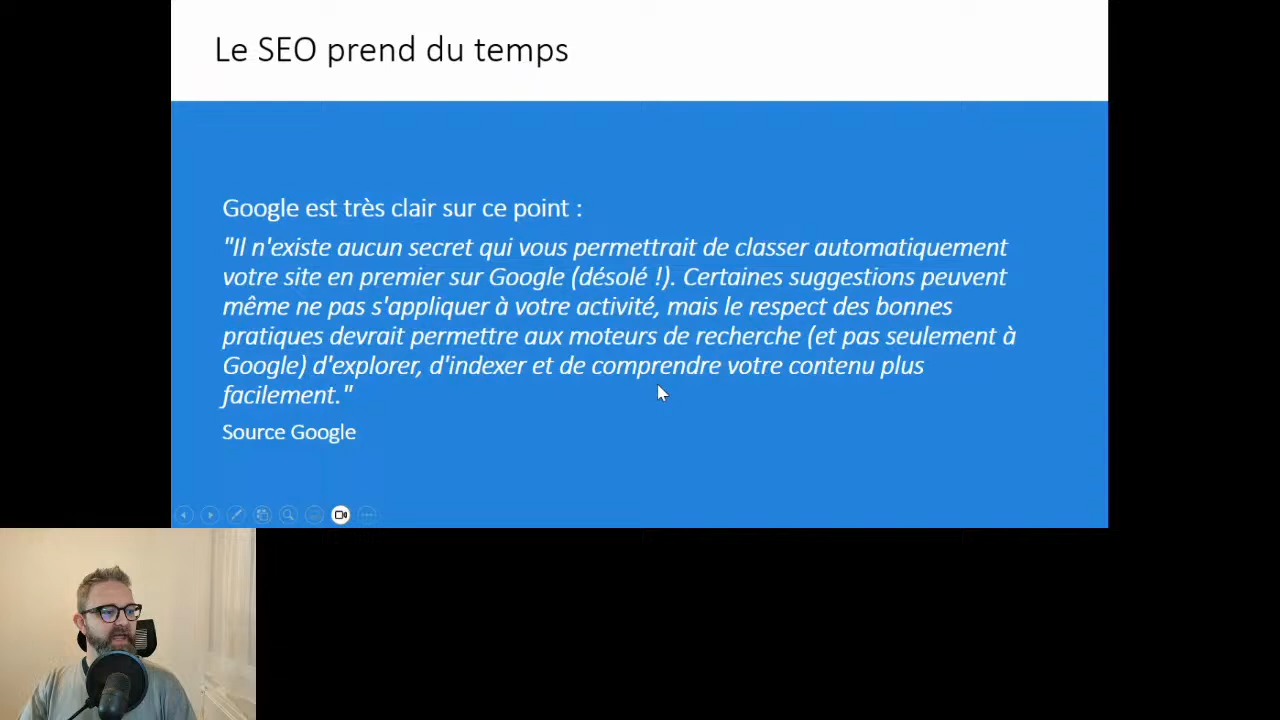 Le SEO prend du temps
Google est très clair sur ce point :
"Il n'existe aucun secret qui vous permettrait de classer automatiquement
votre site en premier sur Google (désolé !). Certaines suggestions peuvent
même ne pas s'appliquer à votre activité, mais le respect des bonnes
pratiques devrait permettre aux moteurs de recherche (et pas seulement à
Google) d'explorer, d'indexer et de comprendre votre contenu plus
facilement."
Source Google